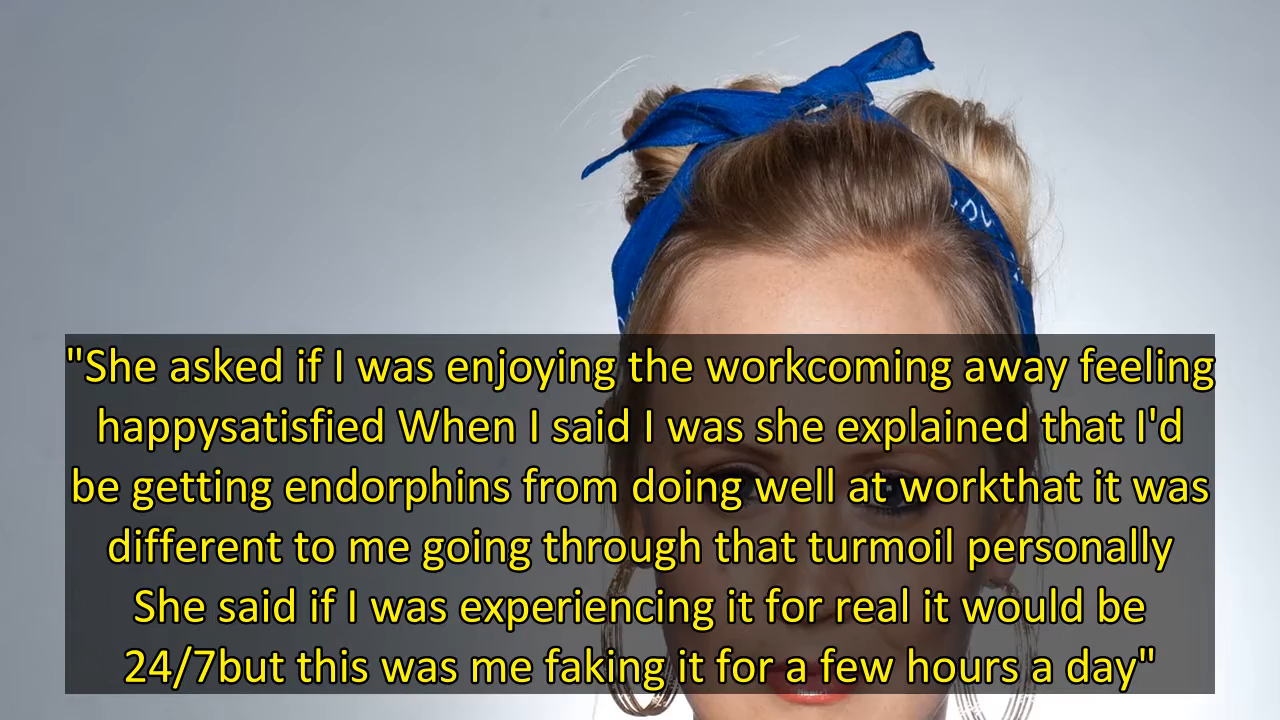 "She asked if I was enjoying the workcoming away feeling
happysatisfied When I said I was she explained that I'd
be getting endorphins from doing well at workthat it was
different to me going through that turmoil personally
She said if I was experiencing it for real it would be
24/7but this was me faking it for a few hours a day"